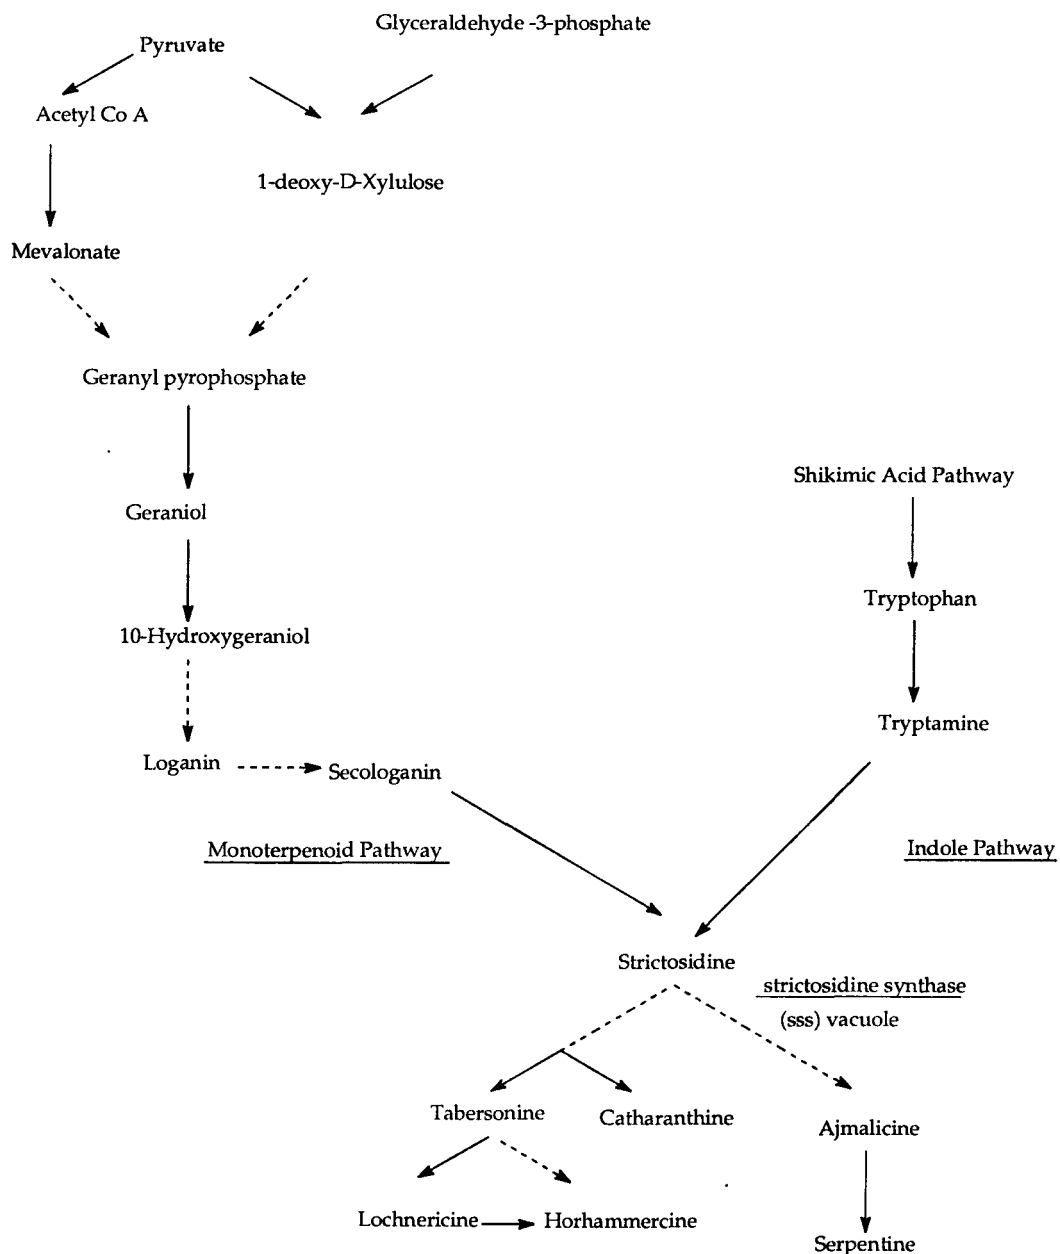 Glyceraldehyde -3-phosphate
Pyruvate
Acetyl Co A
1-deoxy-D-Xylulose
Mevalonate
Geranyl pyrophosphate
Shikimic Acid Pathway
Geraniol
Tryptophan
10-Hydroxygeraniol
Tryptamine
Loganin
Secologanin
Monoterpenoid Pathway
Indole Pathway
Strictosidine
strictosidine synthase
(sss) vacuole
Tabersonine
Catharanthine
Ajmalicine
Lochnericine
Horhammercine
Serpentine